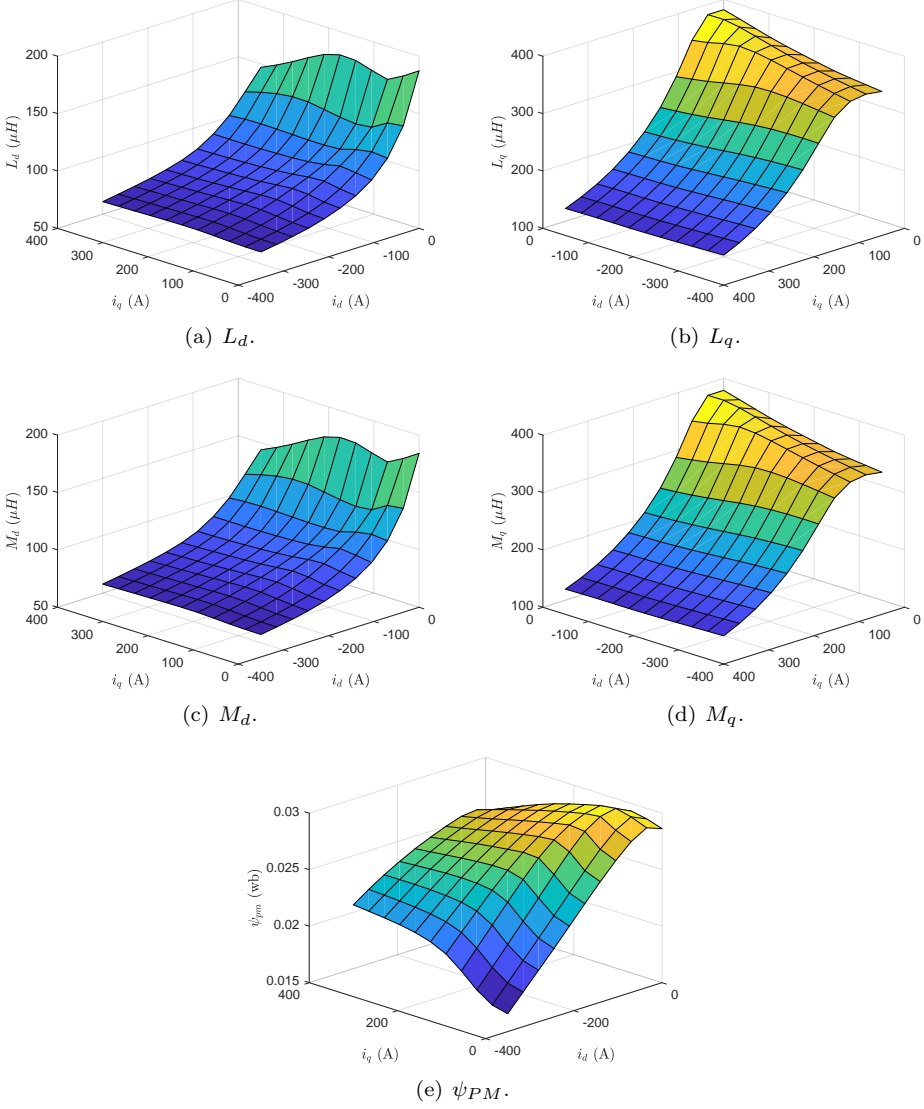 200
150
100
50
L_d (μH)
400 300 200 100 0
i_q (A)
-400 -300 -200 -100 0
i_d (A)
(a) L_d.
400
300
200
100
L_q (μH)
0 -100 -200 -300 -400
i_d (A)
400 300 200 100 0
i_q (A)
(b) L_q.
200
150
100
50
M_d (μH)
400 300 200 100 0
i_q (A)
-400 -300 -200 -100 0
i_d (A)
(c) M_d.
400
300
200
100
M_q (μH)
0 -100 -200 -300 -400
i_d (A)
400 300 200 100 0
i_q (A)
(d) M_q.
0.03
0.025
0.02
0.015
ψ_pm (wb)
400 200 0
i_q (A)
-400 -200 0
i_d (A)
(e) ψ_PM.